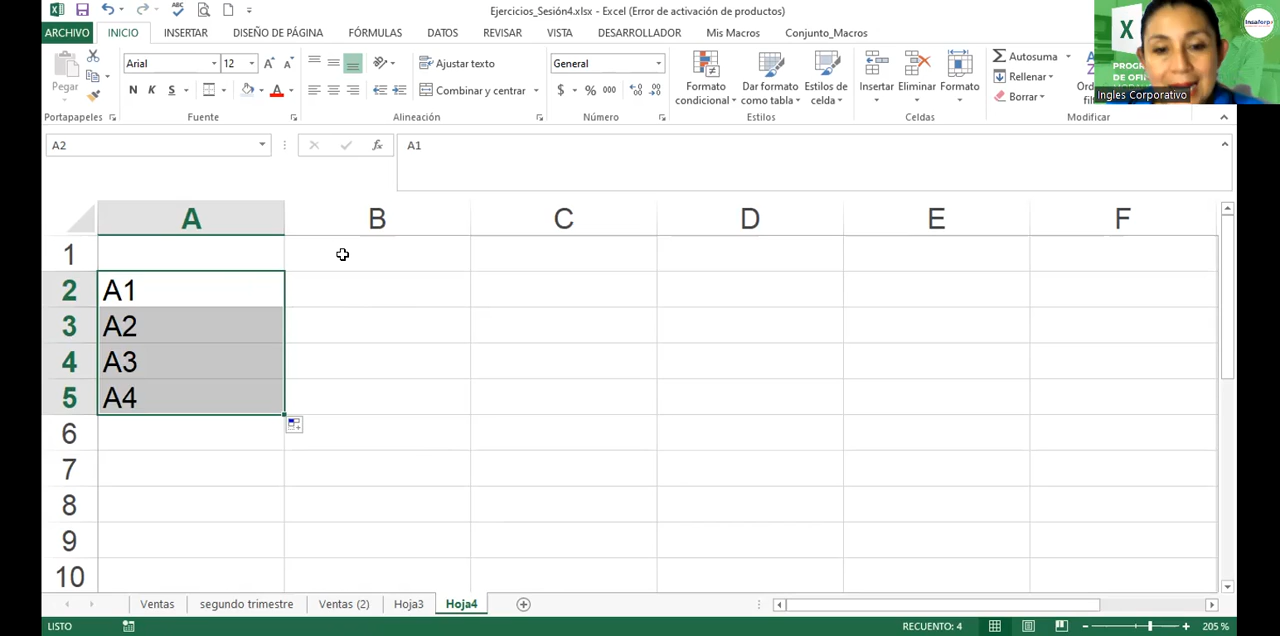 Ejercicios_Sesión4.xlsx - Excel (Error de activación de productos)
ARCHIVO INICIO INSERTAR DISEÑO DE PÁGINA FÓRMULAS DATOS REVISAR VISTA DESARROLLADOR Mis Macros Conjunto_Macros
Pegar
Portapapeles
Arial 12
N K S
Fuente
Ajustar texto
Combinar y centrar
Alineación
General
$ % 000
Número
Formato condicional
Dar formato como tabla
Estilos de celda
Estilos
Insertar Eliminar Formato
Celdas
Autosuma
Rellenar
Borrar
Modificar
Ingles Corporativo
Insaforp
A2 fx A1
A B C D E F
1
2 A1
3 A2
4 A3
5 A4
6
7
8
9
10
Ventas segundo trimestre Ventas (2) Hoja3 Hoja4
LISTO RECUENTO: 4 205 %